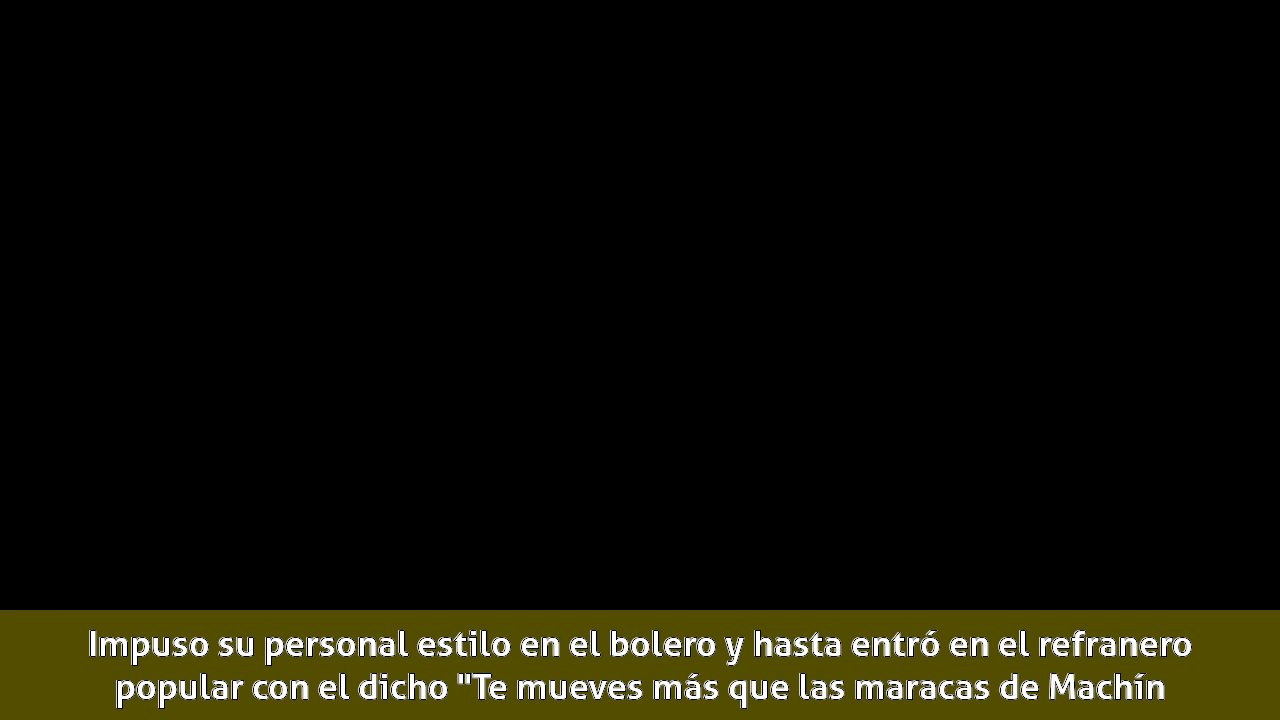 Impuso su personal estilo en el bolero y hasta entró en el refranero
popular con el dicho "Te mueves más que las maracas de Machín